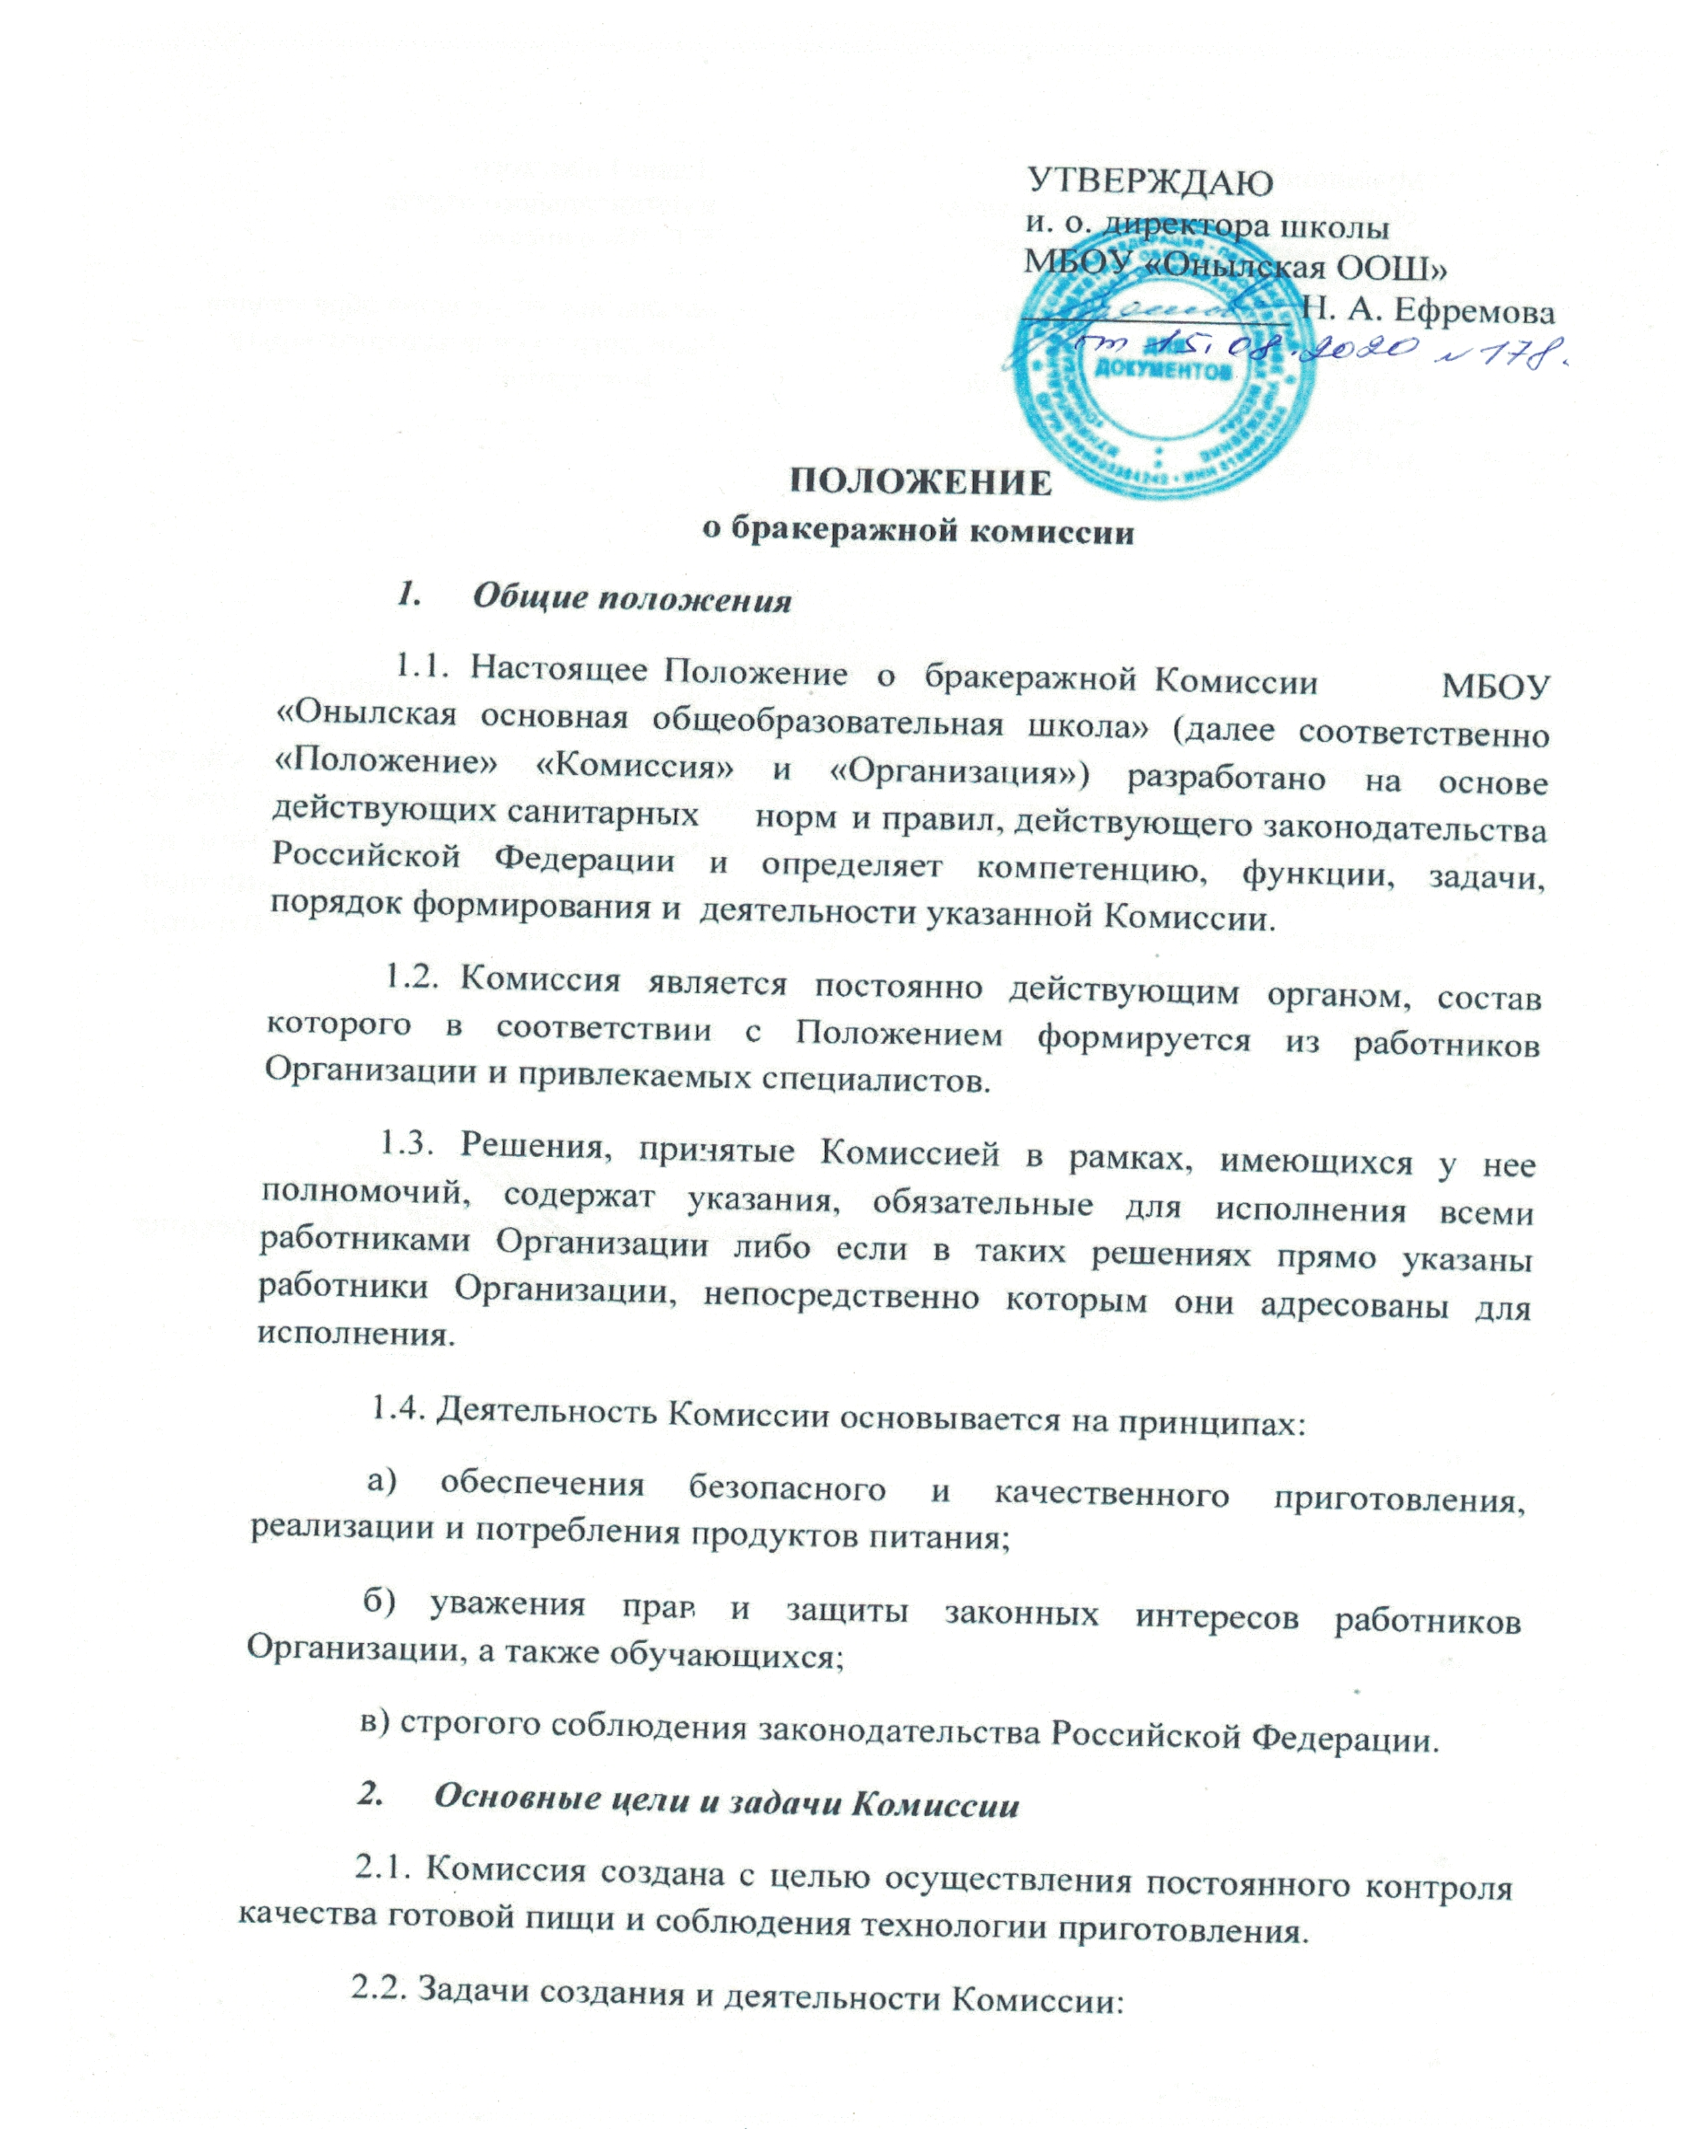 УТВЕРЖДАЮ
и. о. директора школы
МБОУ «Онылская ООШ»
Н. А. Ефремова
от 15.08.2020 № 178.
ДЛЯ
ДОКУМЕНТОВ
ПОЛОЖЕНИЕ
о бракеражной комиссии
1. Общие положения
1.1. Настоящее Положение о бракеражной Комиссии МБОУ
«Онылская основная общеобразовательная школа» (далее соответственно
«Положение» «Комиссия» и «Организация») разработано на основе
действующих санитарных норм и правил, действующего законодательства
Российской Федерации и определяет компетенцию, функции, задачи,
порядок формирования и деятельности указанной Комиссии.
1.2. Комиссия является постоянно действующим органом, состав
которого в соответствии с Положением формируется из работников
Организации и привлекаемых специалистов.
1.3. Решения, принятые Комиссией в рамках, имеющихся у нее
полномочий, содержат указания, обязательные для исполнения всеми
работниками Организации либо если в таких решениях прямо указаны
работники Организации, непосредственно которым они адресованы для
исполнения.
1.4. Деятельность Комиссии основывается на принципах:
а) обеспечения безопасного и качественного приготовления,
реализации и потребления продуктов питания;
б) уважения прав и защиты законных интересов работников
Организации, а также обучающихся;
в) строгого соблюдения законодательства Российской Федерации.
2. Основные цели и задачи Комиссии
2.1. Комиссия создана с целью осуществления постоянного контроля
качества готовой пищи и соблюдения технологии приготовления.
2.2. Задачи создания и деятельности Комиссии: